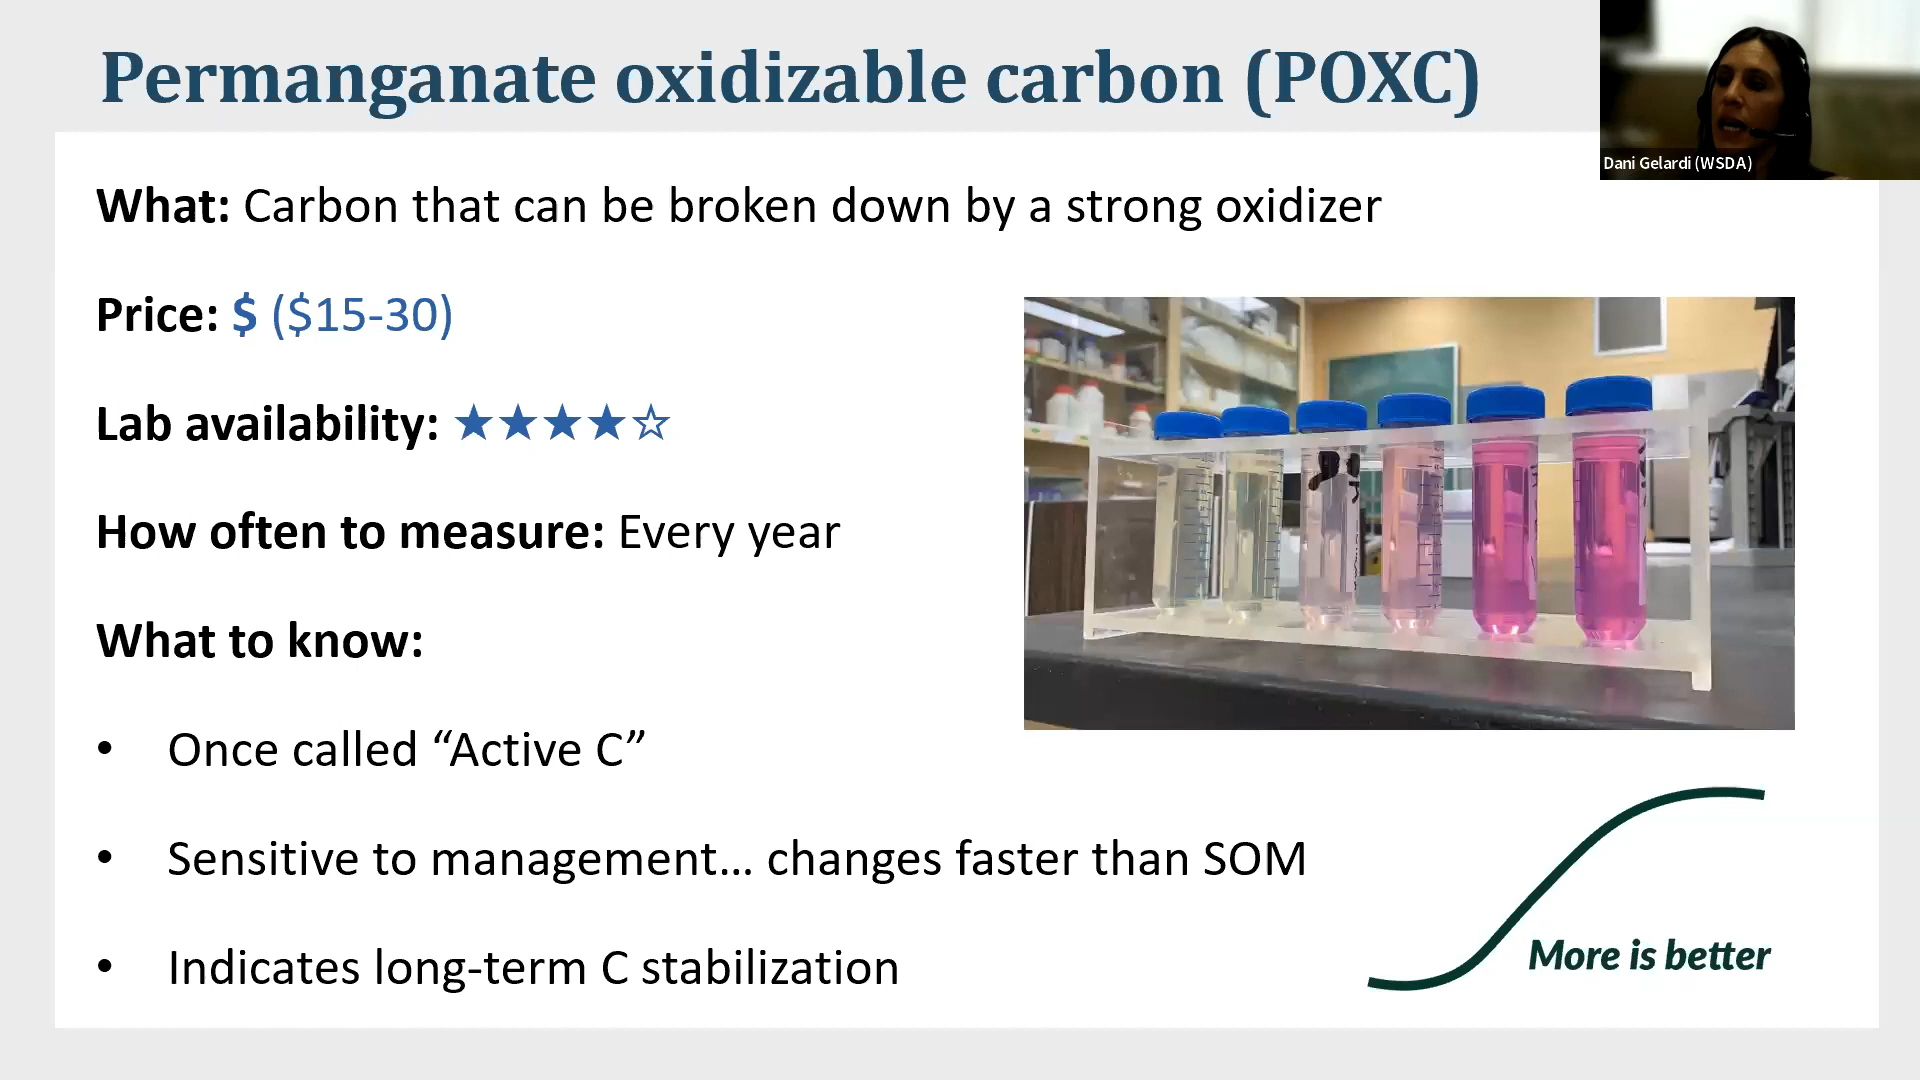 Permanganate oxidizable carbon (POXC)
Dani Gelardi (WSDA)
What: Carbon that can be broken down by a strong oxidizer
Price: $ ($15-30)
Lab availability: ★★★★☆
How often to measure: Every year
What to know:
• Once called “Active C”
• Sensitive to management… changes faster than SOM
• Indicates long-term C stabilization
More is better